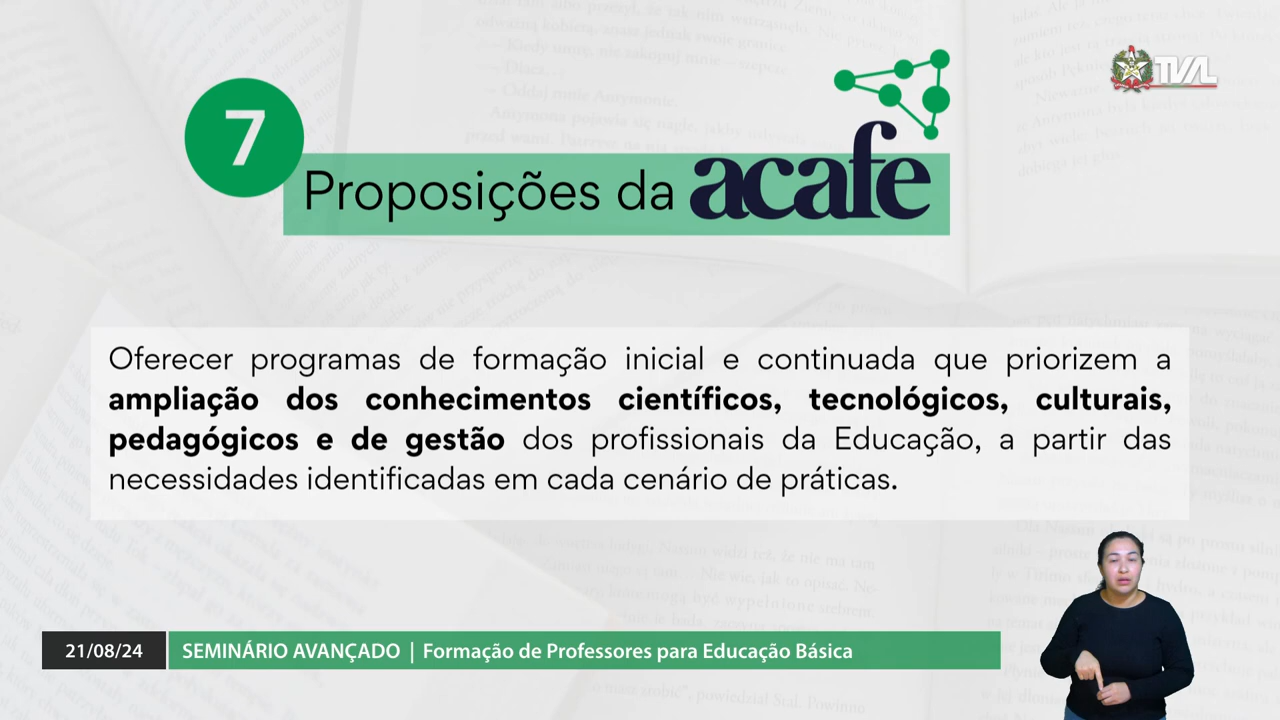 TVAL
7
Proposições da acafe
Oferecer programas de formação inicial e continuada que priorizem a
ampliação dos conhecimentos científicos, tecnológicos, culturais,
pedagógicos e de gestão dos profissionais da Educação, a partir das
necessidades identificadas em cada cenário de práticas.
21/08/24
SEMINÁRIO AVANÇADO | Formação de Professores para Educação Básica